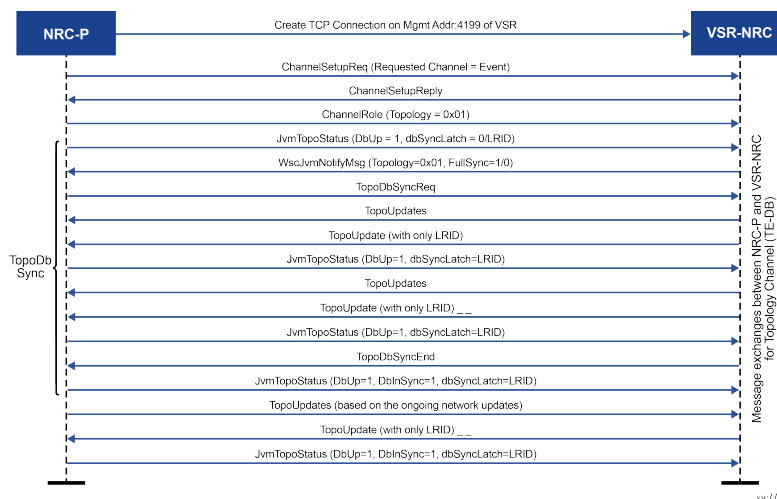 NRC-P
Create TCP Connection on Mgmt Addr:4199 of VSR
VSR-NRC
ChannelSetupReq (Requested Channel = Event)
ChannelSetupReply
ChannelRole (Topology = 0x01)
JvmTopoStatus (DbUp = 1, dbSyncLatch = 0/LRID)
WscJvmNotifyMsg (Topology=0x01, FullSync=1/0)
TopoDbSyncReq
TopoUpdates
TopoUpdate (with only LRID)
JvmTopoStatus (DbUp=1, dbSyncLatch=LRID)
TopoUpdates
TopoUpdate (with only LRID) _ _
JvmTopoStatus (DbUp=1, dbSyncLatch=LRID)
TopoDbSyncEnd
JvmTopoStatus (DbUp=1, DbInSync=1, dbSyncLatch=LRID)
TopoUpdates (based on the ongoing network updates)
TopoUpdate (with only LRID) _ _
JvmTopoStatus (DbUp=1, DbInSync=1, dbSyncLatch=LRID)
TopoDb
Sync
Message exchanges between NRC-P and VSR-NRC
for Topology Channel (TE-DB)